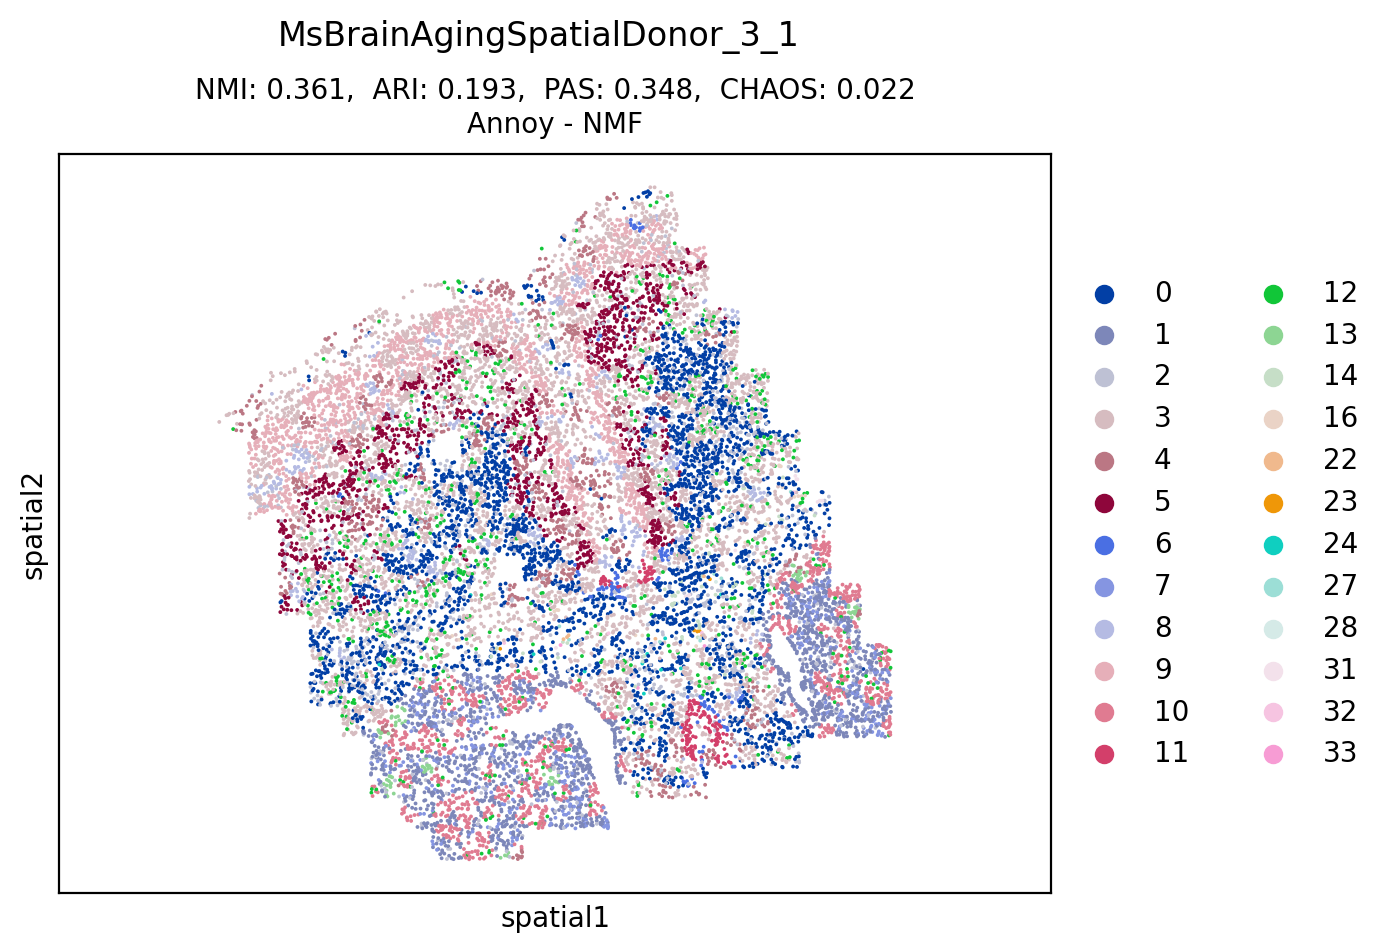 MsBrainAgingSpatialDonor_3_1
NMI: 0.361,  ARI: 0.193,  PAS: 0.348,  CHAOS: 0.022
Annoy - NMF
spatial2
spatial1
0 12
1 13
2 14
3 16
4 22
5 23
6 24
7 27
8 28
9 31
10 32
11 33